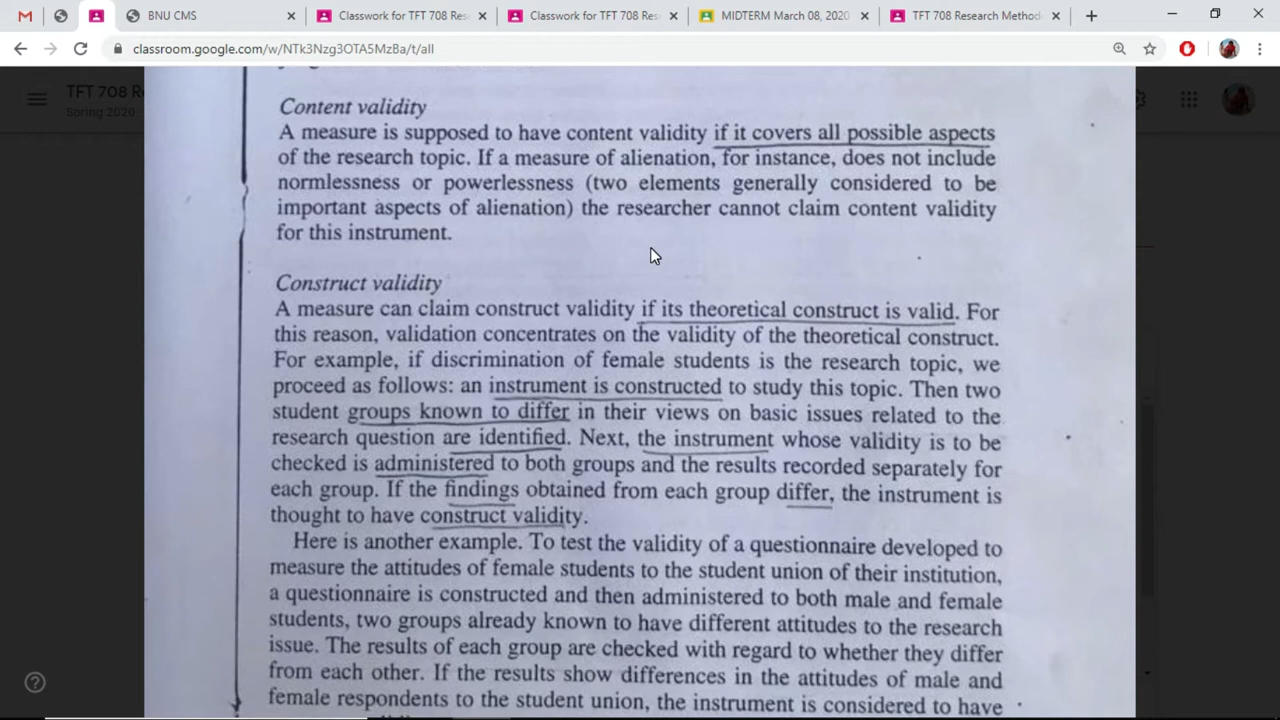 BNU CMS
Classwork for TFT 708 Res
Classwork for TFT 708 Res
MIDTERM March 08, 2020
TFT 708 Research Method
classroom.google.com/w/NTk3Nzg3OTA5MzBa/t/all
TFT 708 R
Spring 2020
Content validity
A measure is supposed to have content validity if it covers all possible aspects
of the research topic. If a measure of alienation, for instance, does not include
normlessness or powerlessness (two elements generally considered to be
important aspects of alienation) the researcher cannot claim content validity
for this instrument.
Construct validity
A measure can claim construct validity if its theoretical construct is valid. For
this reason, validation concentrates on the validity of the theoretical construct.
For example, if discrimination of female students is the research topic, we
proceed as follows: an instrument is constructed to study this topic. Then two
student groups known to differ in their views on basic issues related to the
research question are identified. Next, the instrument whose validity is to be
checked is administered to both groups and the results recorded separately for
each group. If the findings obtained from each group differ, the instrument is
thought to have construct validity.
Here is another example. To test the validity of a questionnaire developed to
measure the attitudes of female students to the student union of their institution,
a questionnaire is constructed and then administered to both male and female
students, two groups already known to have different attitudes to the research
issue. The results of each group are checked with regard to whether they differ
from each other. If the results show differences in the attitudes of male and
female respondents to the student union, the instrument is considered to have